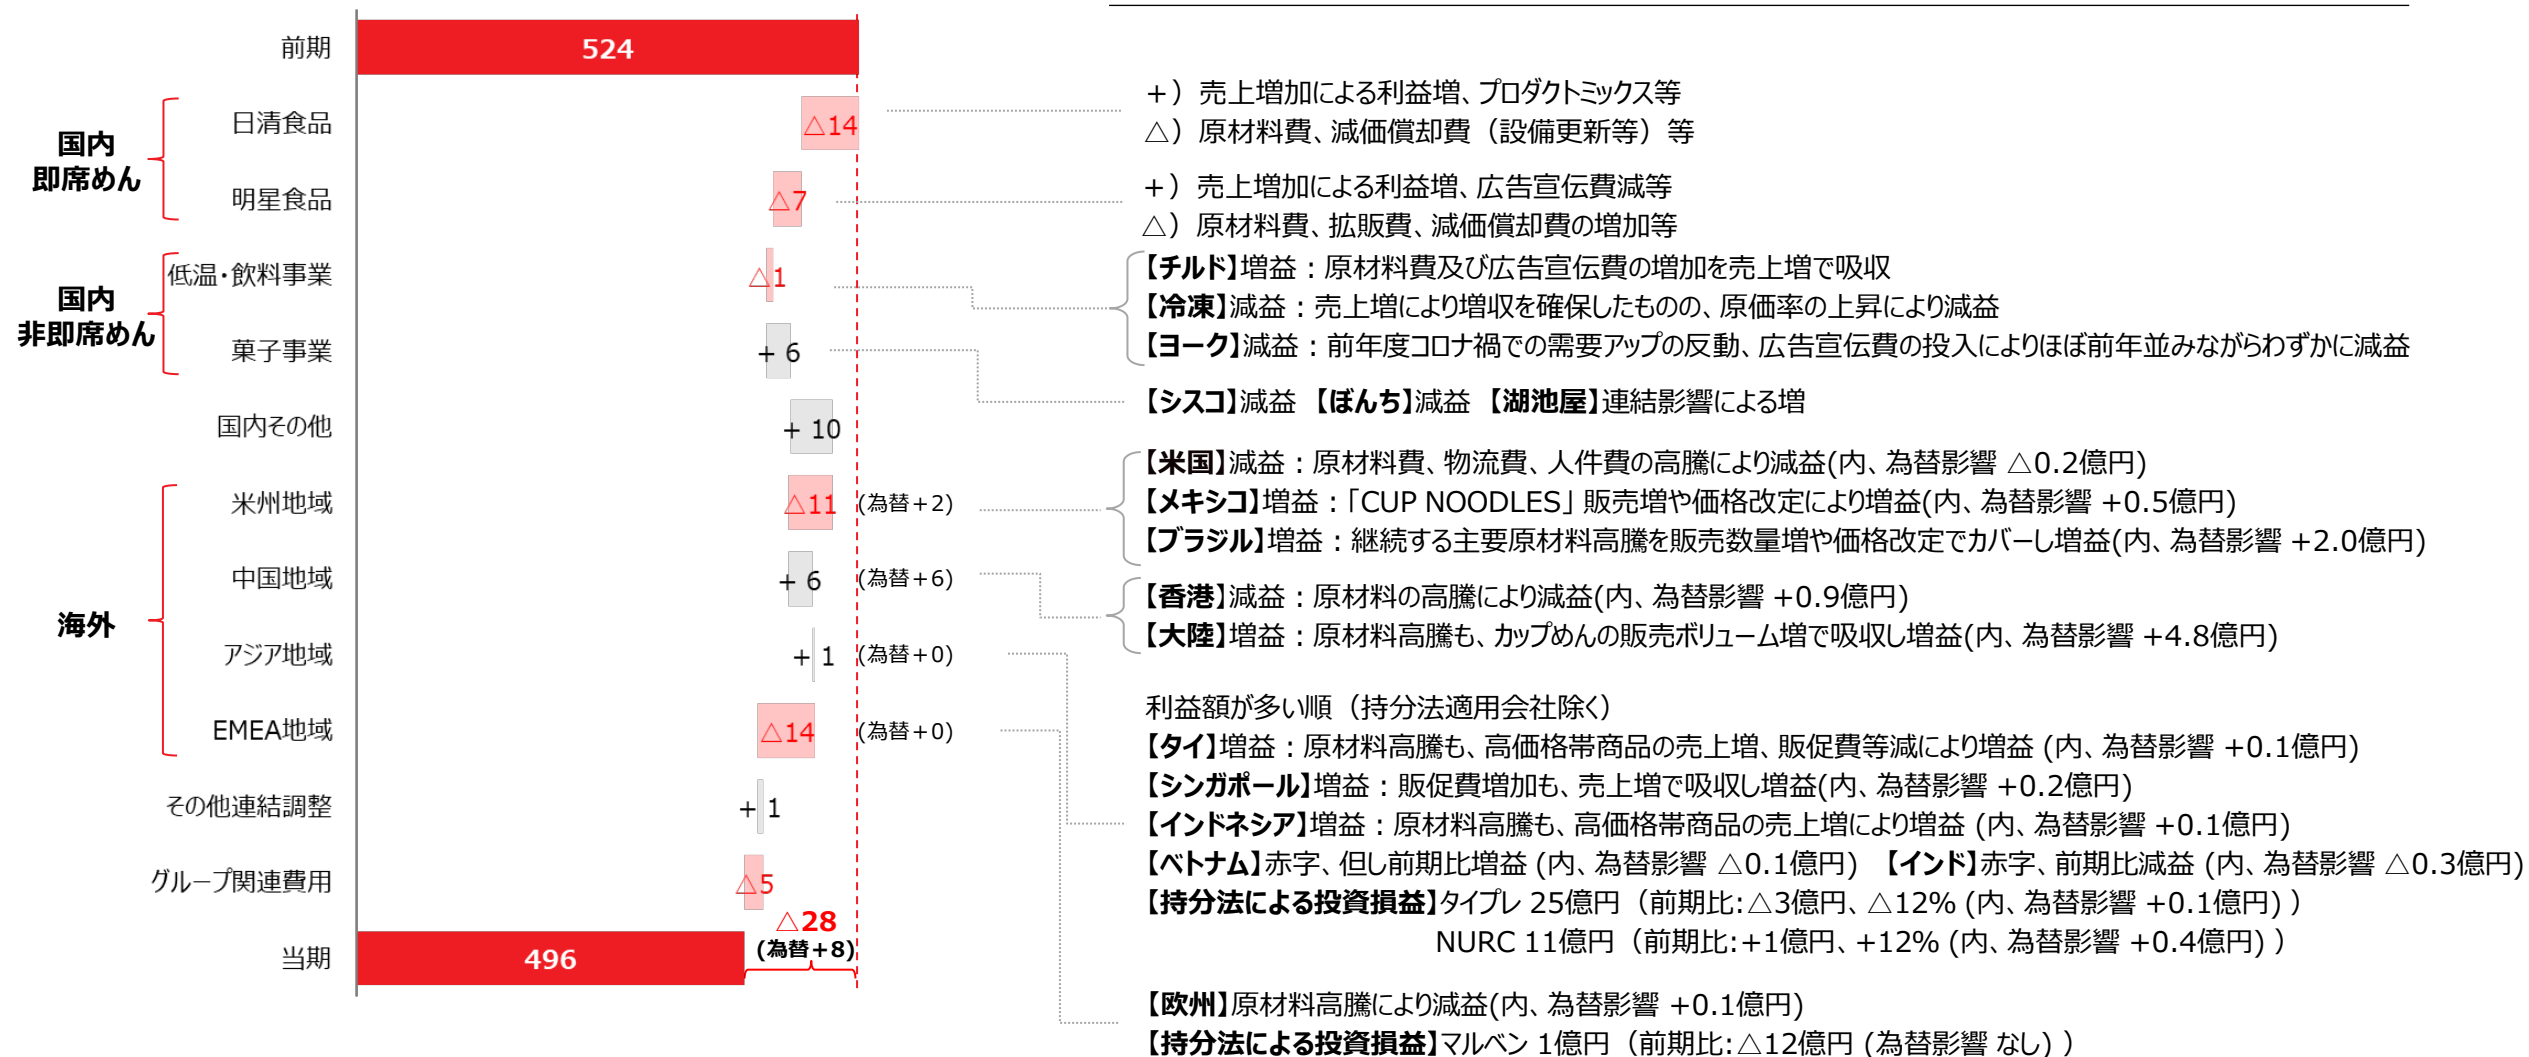 前期
524
国内
即席めん
日清食品
△14
+）売上増加による利益増、プロダクトミックス等
△）原材料費、減価償却費（設備更新等）等
明星食品
△7
+）売上増加による利益増、広告宣伝費減等
△）原材料費、拡販費、減価償却費の増加等
国内
非即席めん
低温・飲料事業
△1
【チルド】増益：原材料費及び広告宣伝費の増加を売上増で吸収
【冷凍】減益：売上増により増収を確保したものの、原価率の上昇により減益
【ヨーク】減益：前年度コロナ禍での需要アップの反動、広告宣伝費の投入によりほぼ前年並みながらわずかに減益
菓子事業
+ 6
【シスコ】減益 【ぼんち】減益 【湖池屋】連結影響による増
国内その他
+ 10
海外
米州地域
△11
(為替+2)
【米国】減益：原材料費、物流費、人件費の高騰により減益(内、為替影響 △0.2億円)
【メキシコ】増益：「CUP NOODLES」販売増や価格改定により増益(内、為替影響 +0.5億円)
【ブラジル】増益：継続する主要原材料高騰を販売数量増や価格改定でカバーし増益(内、為替影響 +2.0億円)
中国地域
+ 6
(為替+6)
【香港】減益：原材料の高騰により減益(内、為替影響 +0.9億円)
【大陸】増益：原材料高騰も、カップめんの販売ボリューム増で吸収し増益(内、為替影響 +4.8億円)
アジア地域
+ 1
(為替+0)
利益額が多い順（持分法適用会社除く）
【タイ】増益：原材料高騰も、高価格帯商品の売上増、販促費等減により増益 (内、為替影響 +0.1億円)
【シンガポール】増益：販促費増加も、売上増で吸収し増益(内、為替影響 +0.2億円)
【インドネシア】増益：原材料高騰も、高価格帯商品の売上増により増益 (内、為替影響 +0.1億円)
【ベトナム】赤字、但し前期比増益 (内、為替影響 △0.1億円) 【インド】赤字、前期比減益 (内、為替影響 △0.3億円)
【持分法による投資損益】タイプレ 25億円（前期比:△3億円、△12% (内、為替影響 +0.1億円) ）
NURC 11億円（前期比:+1億円、+12% (内、為替影響 +0.4億円) ）
EMEA地域
△14
(為替+0)
【欧州】原材料高騰により減益(内、為替影響 +0.1億円)
【持分法による投資損益】マルベン 1億円（前期比:△12億円 (為替影響 なし) ）
その他連結調整
+ 1
グループ関連費用
△5
△28
(為替+8)
当期
496